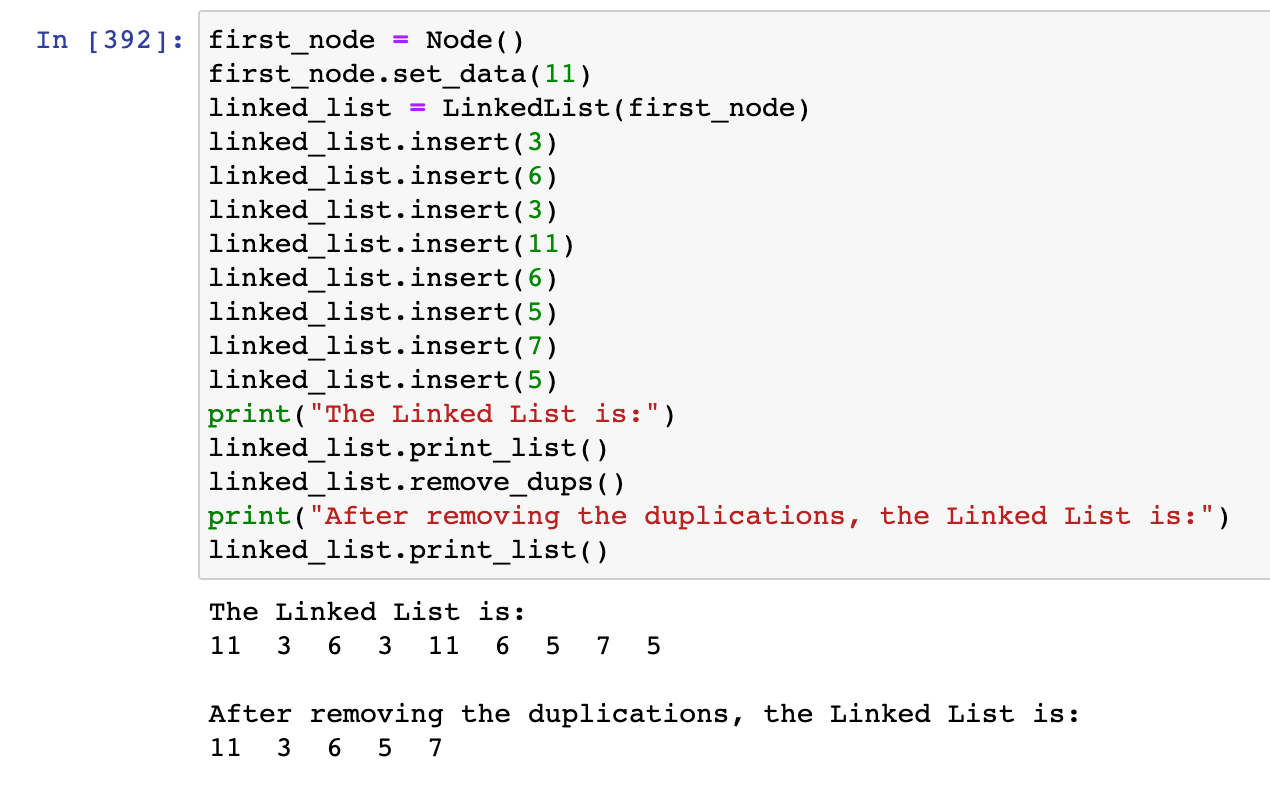 In [392]:
first_node = Node()
first_node.set_data(11)
linked_list = LinkedList(first_node)
linked_list.insert(3)
linked_list.insert(6)
linked_list.insert(3)
linked_list.insert(11)
linked_list.insert(6)
linked_list.insert(5)
linked_list.insert(7)
linked_list.insert(5)
print("The Linked List is:")
linked_list.print_list()
linked_list.remove_dups()
print("After removing the duplications, the Linked List is:")
linked_list.print_list()
The Linked List is:
11  3  6  3  11  6  5  7  5
After removing the duplications, the Linked List is:
11  3  6  5  7